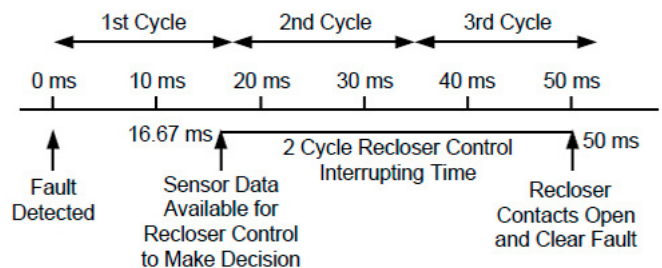 1st Cycle 2nd Cycle 3rd Cycle
0 ms 10 ms 20 ms 30 ms 40 ms 50 ms
16.67 ms 2 Cycle Recloser Control 50 ms
Interrupting Time
Fault
Detected
Sensor Data
Available for
Recloser Control
to Make Decision
Recloser
Contacts Open
and Clear Fault